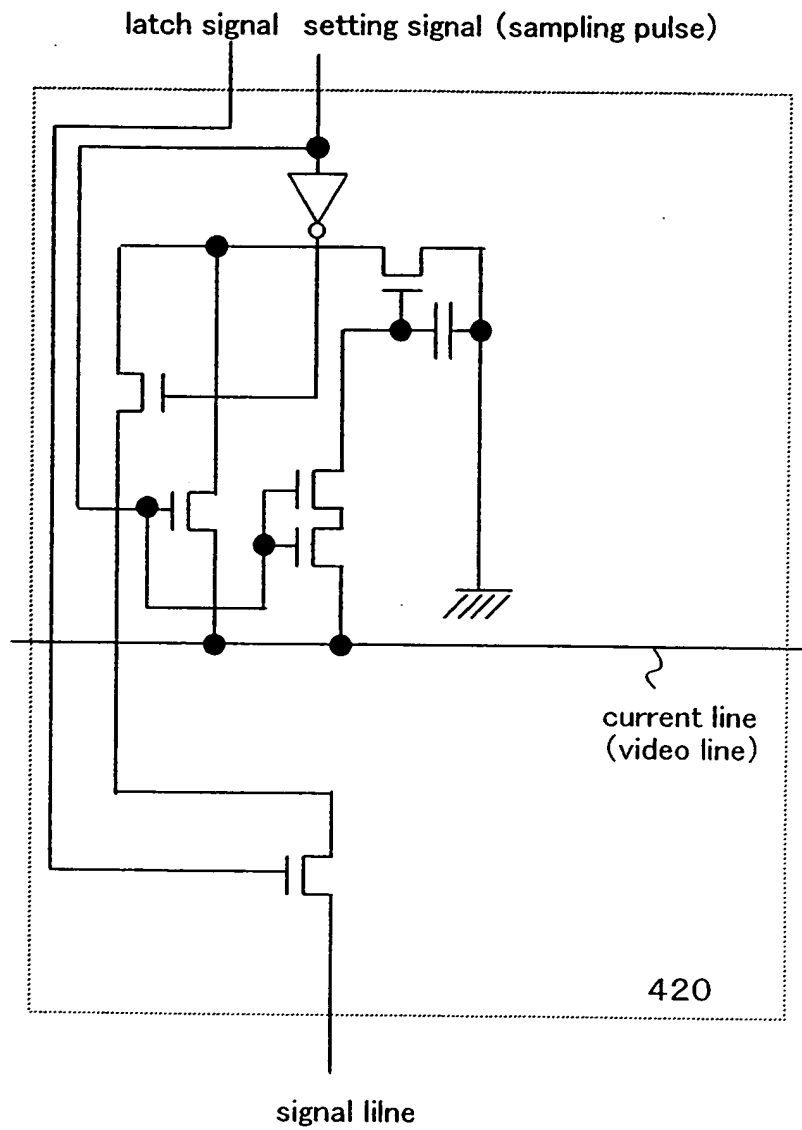 latch signal setting signal (sampling pulse)
current line
(video line)
420
signal lilne